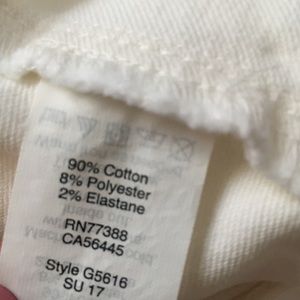 90% Cotton
8% Polyester
2% Elastane
RN77388
CA56445
Style G5616
SU 17